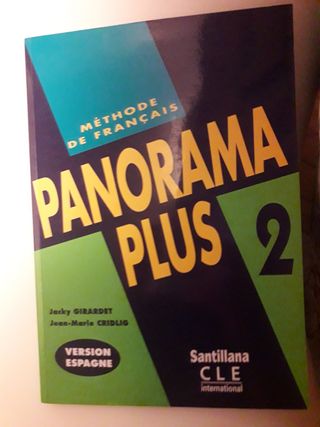 MÉTHODE
DE FRANÇAIS
PANORAMA
PLUS 2
Jacky GIRARDET
Jean-Marie CRIDLIG
VERSION
ESPAGNE
Santillana
CLE
international